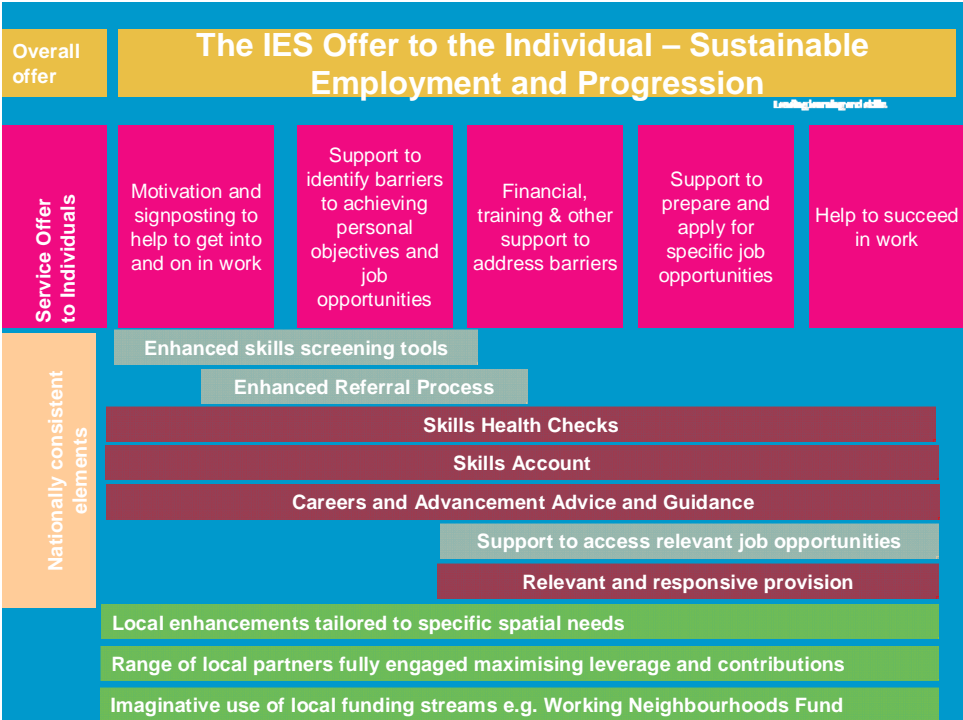 Overall
offer
The IES Offer to the Individual – Sustainable
Employment and Progression
Leading learning and skills
Service Offer
to Individuals
Motivation and
signposting to
help to get into
and on in work
Support to
identify barriers
to achieving
personal
objectives and
job
opportunities
Financial,
training & other
support to
address barriers
Support to
prepare and
apply for
specific job
opportunities
Help to succeed
in work
Nationally consistent
elements
Enhanced skills screening tools
Enhanced Referral Process
Skills Health Checks
Skills Account
Careers and Advancement Advice and Guidance
Support to access relevant job opportunities
Relevant and responsive provision
Local enhancements tailored to specific spatial needs
Range of local partners fully engaged maximising leverage and contributions
Imaginative use of local funding streams e.g. Working Neighbourhoods Fund